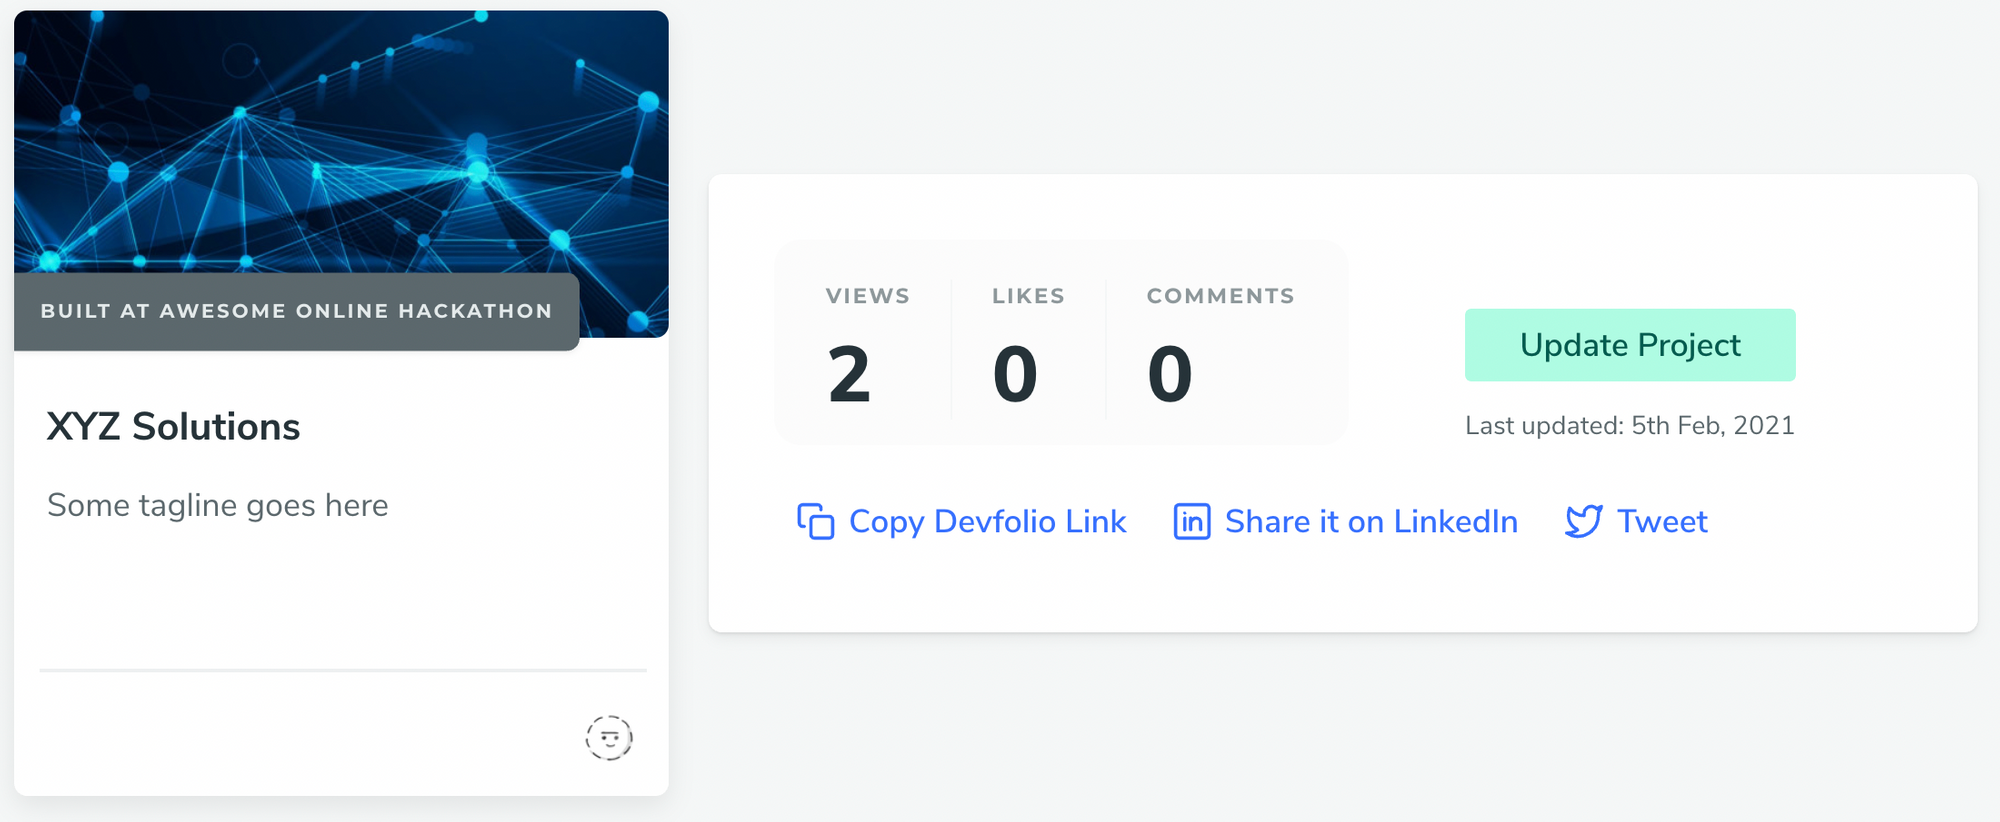 BUILT AT AWESOME ONLINE HACKATHON
XYZ Solutions
Some tagline goes here
VIEWS LIKES COMMENTS
2 0 0
Update Project
Last updated: 5th Feb, 2021
Copy Devfolio Link Share it on LinkedIn Tweet